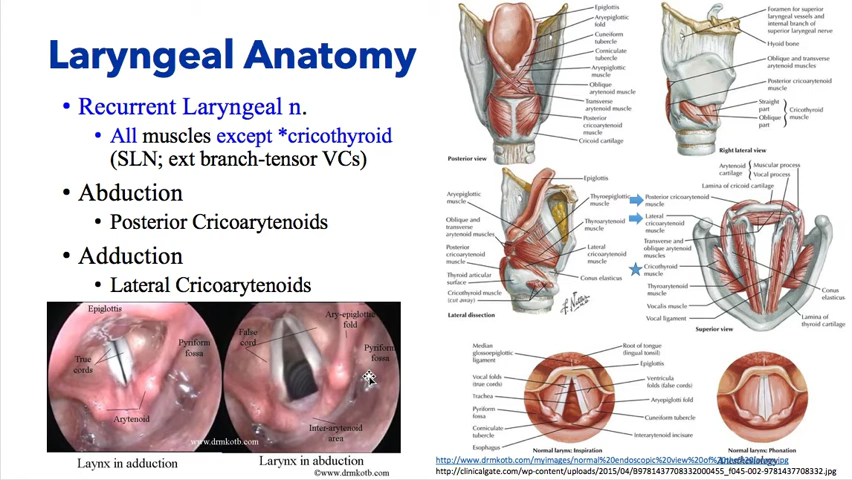 Laryngeal Anatomy
• Recurrent Laryngeal n.
• All muscles except *cricothyroid
(SLN; ext branch-tensor VCs)
• Abduction
• Posterior Cricoarytenoids
• Adduction
• Lateral Cricoarytenoids
Epiglottis
True
cords
Pyriform
fossa
Arytenoid
www.drmkotb.com
Laynx in adduction
False
cord
Ary-epiglottic
fold
Pyriform
fossa
Inter-arytenoid
area
Larynx in abduction
©www.drmkotb.com
Epiglottis
Aryepiglottic
fold
Cuneiform
tubercle
Corniculate
tubercle
Aryepiglottic
muscle
Oblique
arytenoid muscle
Transverse
arytenoid muscle
Posterior
cricoarytenoid
muscle
Cricoid cartilage
Posterior view
Foramen for superior
laryngeal vessels and
internal branch of
superior laryngeal nerve
Hyoid bone
Oblique and transverse
arytenoid muscles
Posterior cricoarytenoid
muscle
Straight
part
Oblique
part
Cricothyroid
muscle
Right lateral view
Epiglottis
Aryepiglottic
muscle
Thyroepiglottic
muscle
Oblique and
transverse
arytenoid muscles
Thyroarytenoid
muscle
Posterior
cricoarytenoid
muscle
Lateral
cricoarytenoid
muscle
Thyroid articular
surface
Conus elasticus
Cricothyroid muscle
(cut away)
Lateral dissection
F. Netter
Arytenoid
cartilage
Muscular process
Vocal process
Lamina of cricoid cartilage
Posterior cricoarytenoid
muscle
Lateral
cricoarytenoid
muscle
Transverse and
oblique arytenoid
muscles
Cricothyroid
muscle
Thyroarytenoid
muscle
Vocalis muscle
Vocal ligament
Conus
elasticus
Lamina of
thyroid cartilage
Superior view
Median
glossoepiglottic
ligament
Vocal folds
(true cords)
Trachea
Pyriform
fossa
Corniculate
tubercle
Esophagus
Root of tongue
(lingual tonsil)
Epiglottis
Ventricular
folds (false cords)
Aryepiglotti fold
Cuneiform tubercle
Interarytenoid incisure
Normal larynx: Inspiration
Normal larynx: Phonation
http://www.drmkotb.com/myimages/normal%20endoscopic%20view%20of%20the%20larynx.jpg
http://clinicalgate.com/wp-content/uploads/2015/04/B9781437708332000455_f045-002-9781437708332.jpg